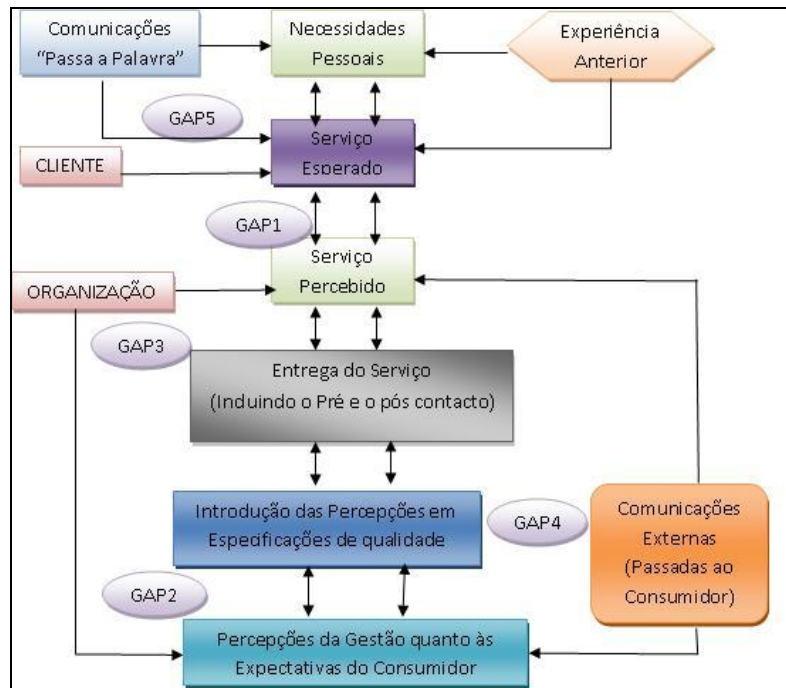 Comunicações
“Passa a Palavra”
Necessidades
Pessoais
Experiência
Anterior
GAP5
Serviço
Esperado
CLIENTE
GAP1
Serviço
Percebido
ORGANIZAÇÃO
GAP3
Entrega do Serviço
(Induindo o Pré e o pós contacto)
Introdução das Percepções em
Especificações de qualidade
GAP4
Comunicações
Externas
(Passadas ao
Consumidor)
GAP2
Percepções da Gestão quanto às
Expectativas do Consumidor